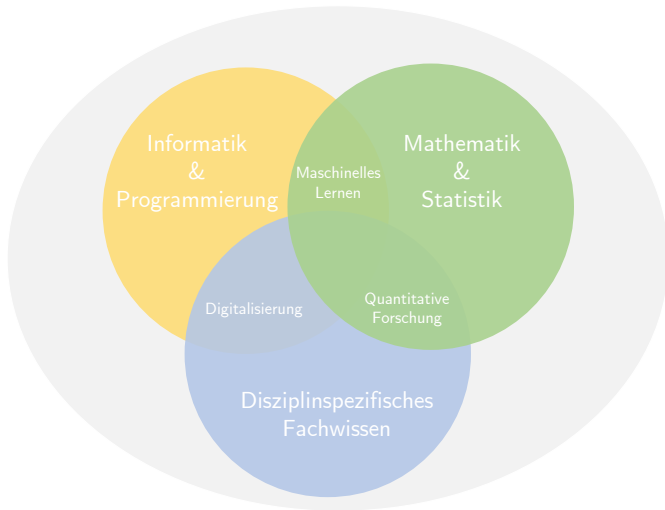 Informatik
&
Programmierung
Mathematik
&
Statistik
Maschinelles
Lernen
Digitalisierung
Quantitative
Forschung
Disziplinspezifisches
Fachwissen